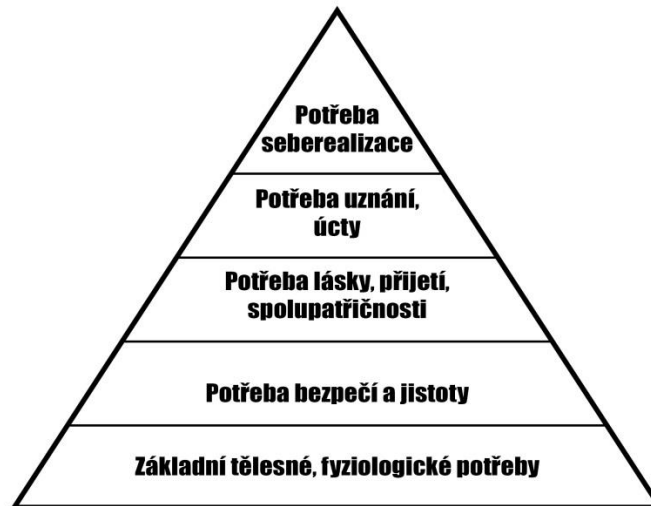 Potřeba
seberealizace
Potřeba uznání,
úcty
Potřeba lásky, přijetí,
spolupatřičnosti
Potřeba bezpečí a jistoty
Základní tělesné, fyziologické potřeby